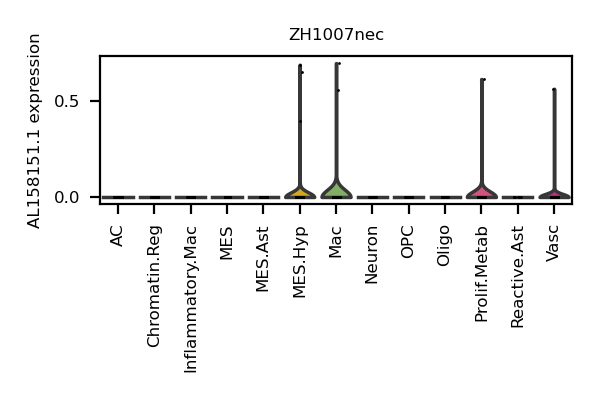 ZH1007nec
AL158151.1 expression
0.5
0.0
AC
Chromatin.Reg
Inflammatory.Mac
MES
MES.Ast
MES.Hyp
Mac
Neuron
OPC
Oligo
Prolif.Metab
Reactive.Ast
Vasc